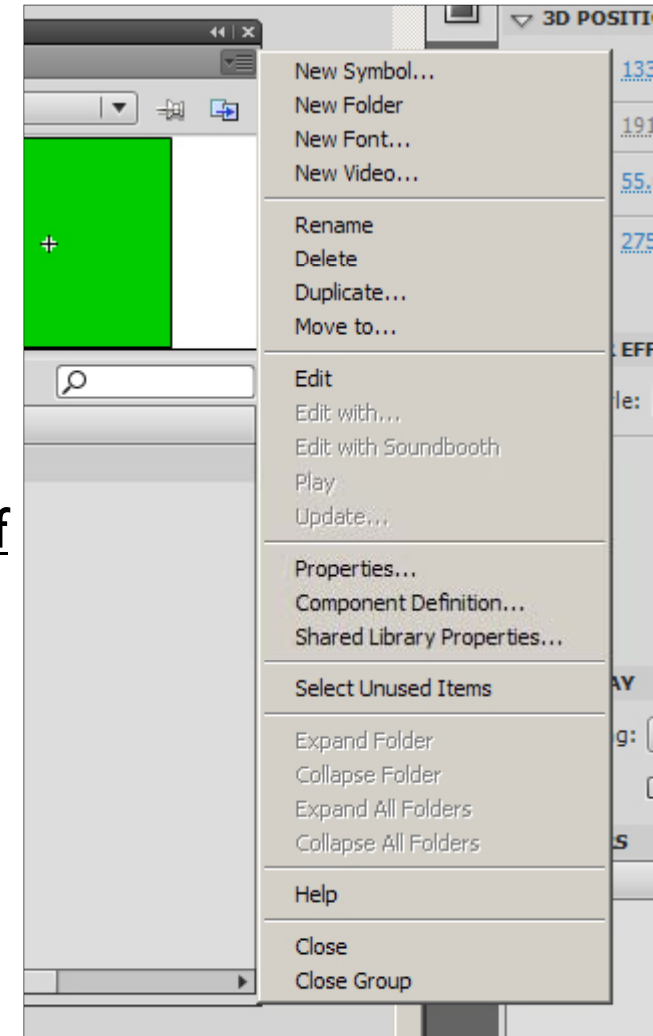 3D POSITI
New Symbol...
New Folder
New Font...
New Video...
Rename
Delete
Duplicate...
Move to...
Edit
Edit with...
Edit with Soundbooth
Play
Update...
Properties...
Component Definition...
Shared Library Properties...
Select Unused Items
Expand Folder
Collapse Folder
Expand All Folders
Collapse All Folders
Help
Close
Close Group
f
133
191
55.
275
EFF
le:
AY
g:
S